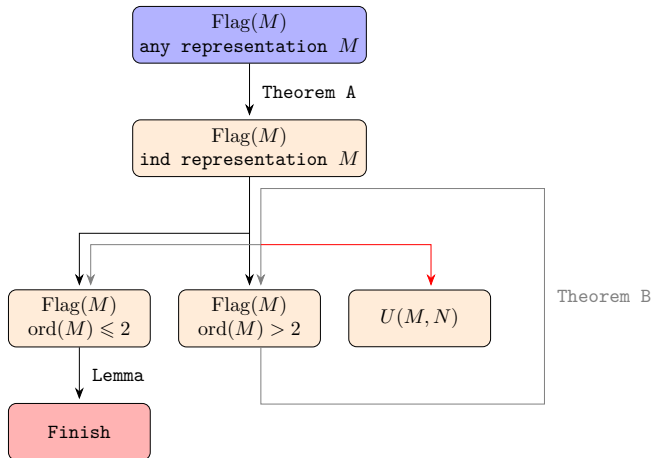 Flag(M)
any representation M
Theorem A
Flag(M)
ind representation M
Flag(M)
ord(M) ⩽ 2
Flag(M)
ord(M) > 2
U(M, N)
Theorem B
Lemma
Finish